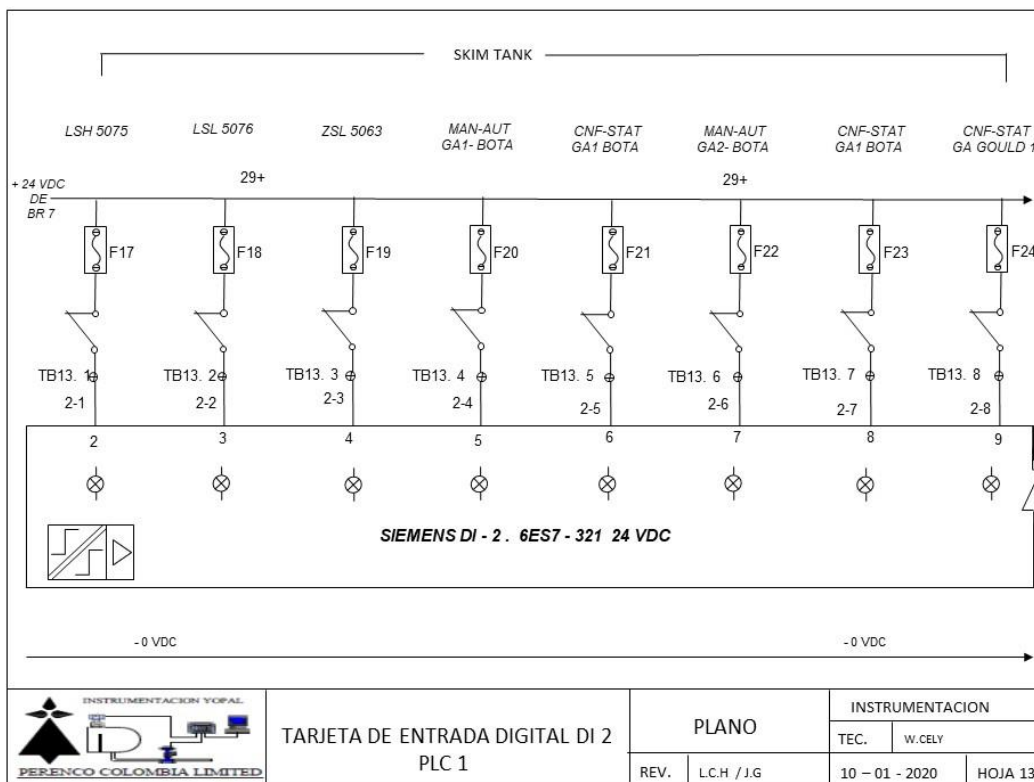 SKIM TANK
LSH 5075
LSL 5076
ZSL 5063
MAN-AUT
GA1- BOTA
CNF-STAT
GA1 BOTA
MAN-AUT
GA2- BOTA
CNF-STAT
GA1 BOTA
CNF-STAT
GA GOULD 1
+ 24 VDC
DE
BR 7
29+
29+
F17
F18
F19
F20
F21
F22
F23
F24
TB13. 1
TB13. 2
TB13. 3
TB13. 4
TB13. 5
TB13. 6
TB13. 7
TB13. 8
2-1
2-2
2-3
2-4
2-5
2-6
2-7
2-8
2
3
4
5
6
7
8
9
SIEMENS DI - 2 . 6ES7 - 321 24 VDC
- 0 VDC
- 0 VDC
INSTRUMENTACION YOPAL
PERENCO COLOMBIA LIMITED
TARJETA DE ENTRADA DIGITAL DI 2
PLC 1
PLANO
REV.
L.C.H / J.G
INSTRUMENTACION
TEC.
W.CELY
10 – 01 - 2020
HOJA 13